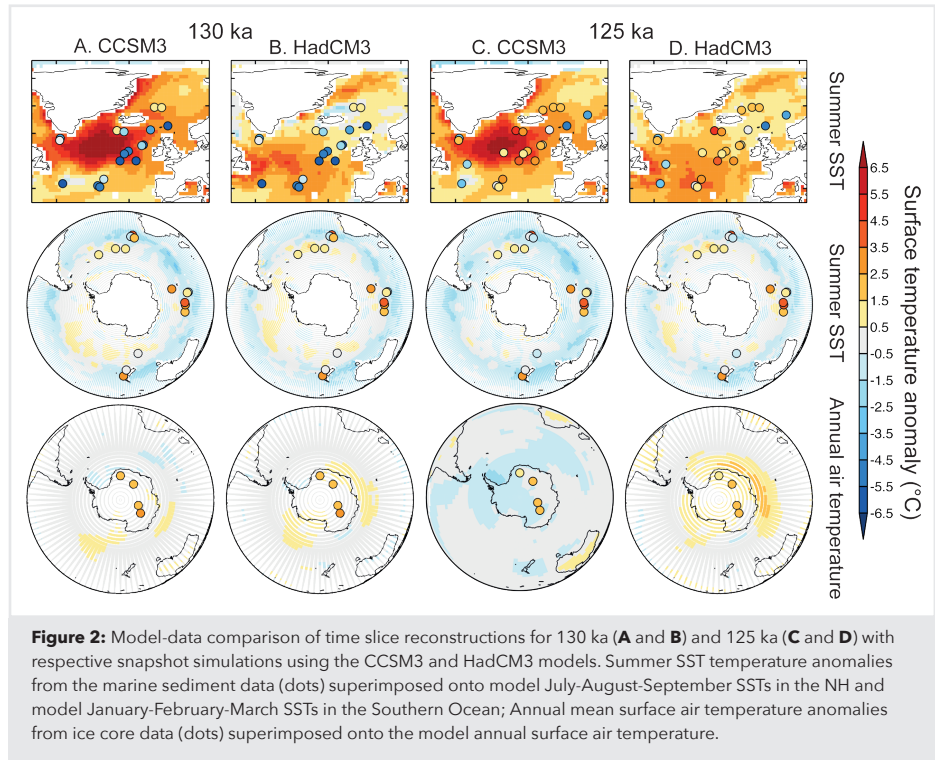 130 ka
125 ka
A. CCSM3
B. HadCM3
C. CCSM3
D. HadCM3
Summer SST
Summer SST
Annual air temperature
6.5
5.5
4.5
3.5
2.5
1.5
0.5
-0.5
-1.5
-2.5
-3.5
-4.5
-5.5
-6.5
Surface temperature anomaly (°C)
Figure 2: Model-data comparison of time slice reconstructions for 130 ka (A and B) and 125 ka (C and D) with
respective snapshot simulations using the CCSM3 and HadCM3 models. Summer SST temperature anomalies
from the marine sediment data (dots) superimposed onto model July-August-September SSTs in the NH and
model January-February-March SSTs in the Southern Ocean; Annual mean surface air temperature anomalies
from ice core data (dots) superimposed onto the model annual surface air temperature.